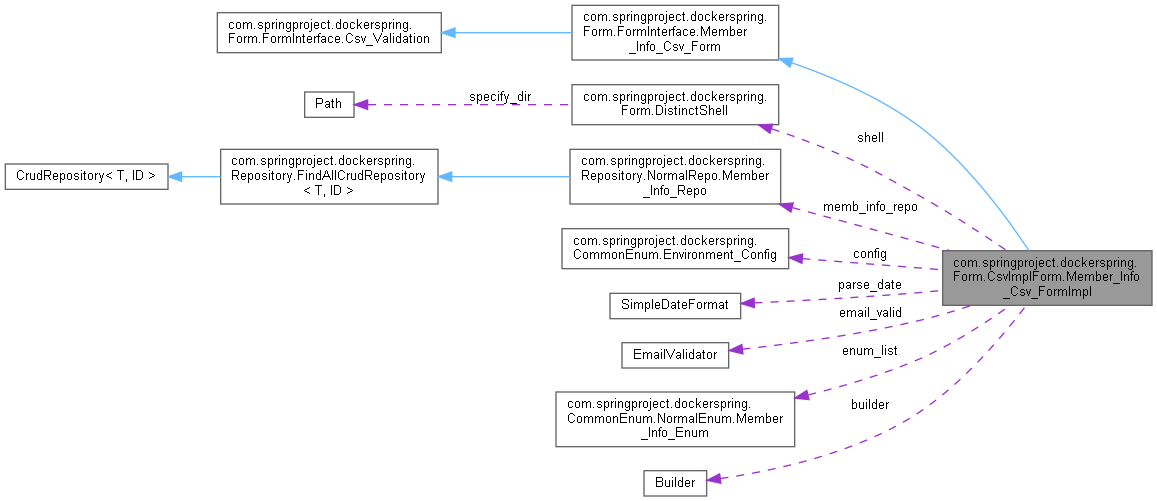 com.springproject.dockerspring.
Form.FormInterface.Csv_Validation
com.springproject.dockerspring.
Form.FormInterface.Member
_Info_Csv_Form
Path
specify_dir
com.springproject.dockerspring.
Form.DistinctShell
shell
CrudRepository< T, ID >
com.springproject.dockerspring.
Repository.FindAllCrudRepository
< T, ID >
com.springproject.dockerspring.
Repository.NormalRepo.Member
_Info_Repo
memb_info_repo
com.springproject.dockerspring.
CommonEnum.Environment_Config
config
com.springproject.dockerspring.
Form.CsvImplForm.Member_Info
_Csv_FormImpl
SimpleDateFormat
parse_date
EmailValidator
email_valid
com.springproject.dockerspring.
CommonEnum.NormalEnum.Member
_Info_Enum
enum_list
Builder
builder